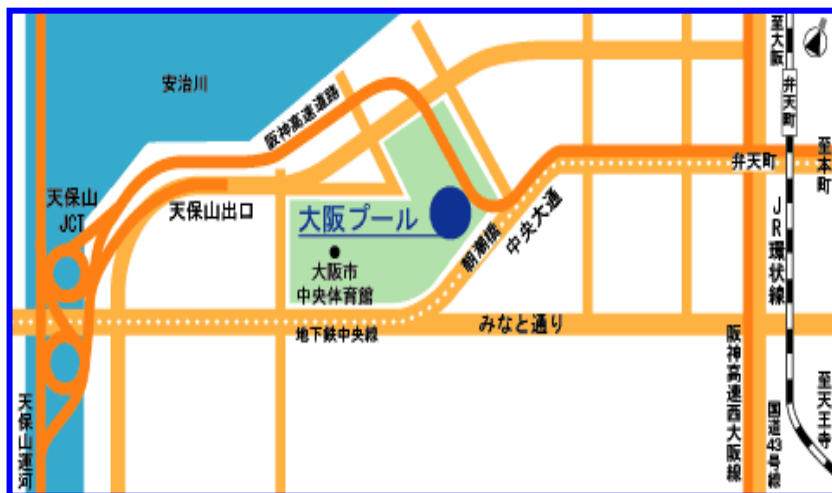 至大阪
安治川
弁天町
阪神高速道路
至本町
弁天町
天保山
JCT
天保山出口
大阪プール
朝潮橋
中央大通
JR環状線
大阪市
中央体育館
みなと通り
地下鉄中央線
阪神高速西大阪線
国道43号線
至天王寺
天保山運河